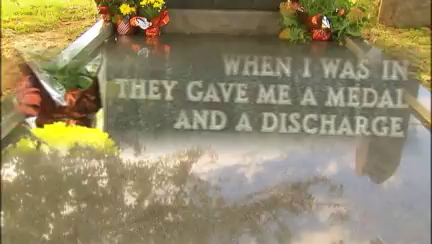 WHEN I WAS IN
THEY GAVE ME A MEDAL
AND A DISCHARGE